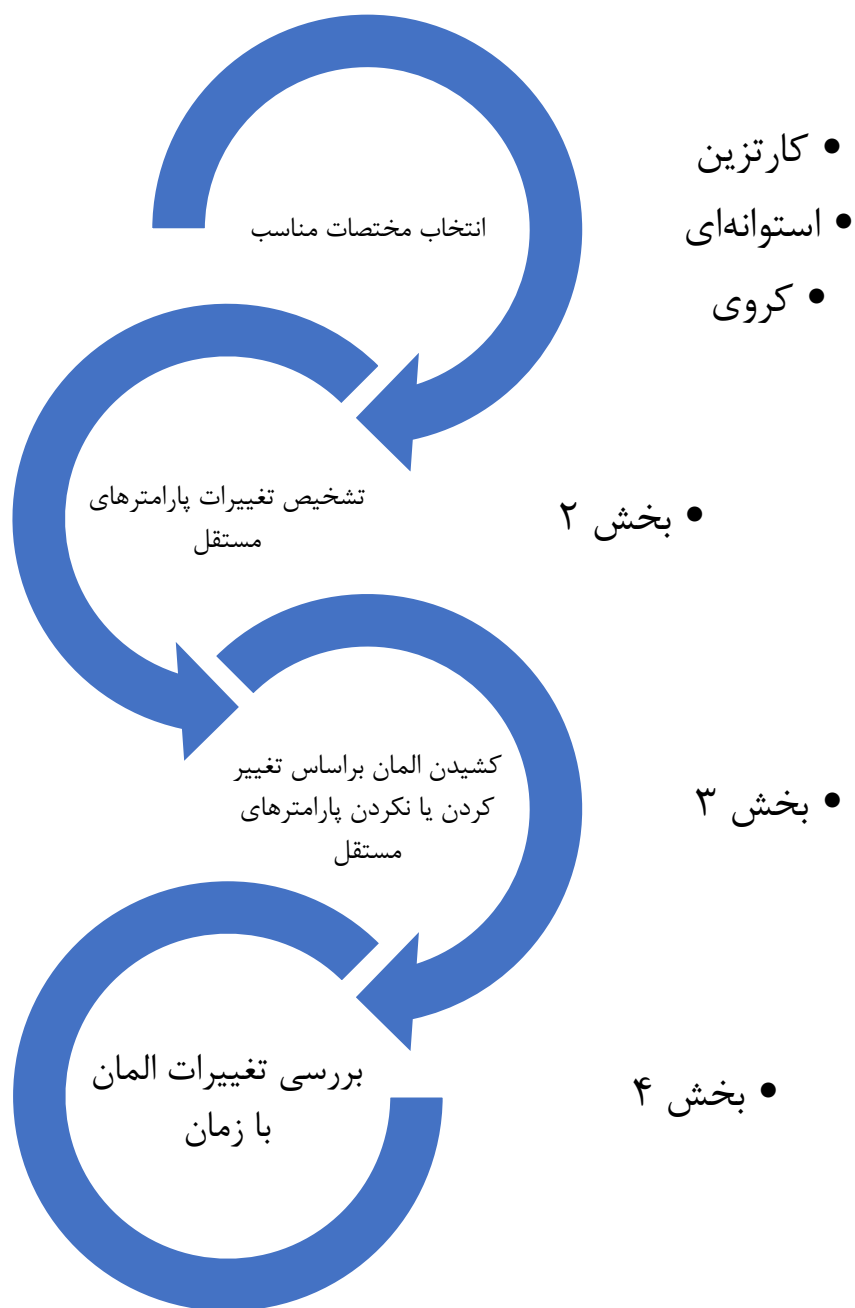 • کارتزین
• استوانه‌ای
• کروی
انتخاب مختصات مناسب
• بخش ۲
تشخیص تغییرات پارامترهای
مستقل
• بخش ۳
کشیدن المان براساس تغییر
کردن یا نکردن پارامترهای
مستقل
• بخش ۴
بررسی تغییرات المان
با زمان